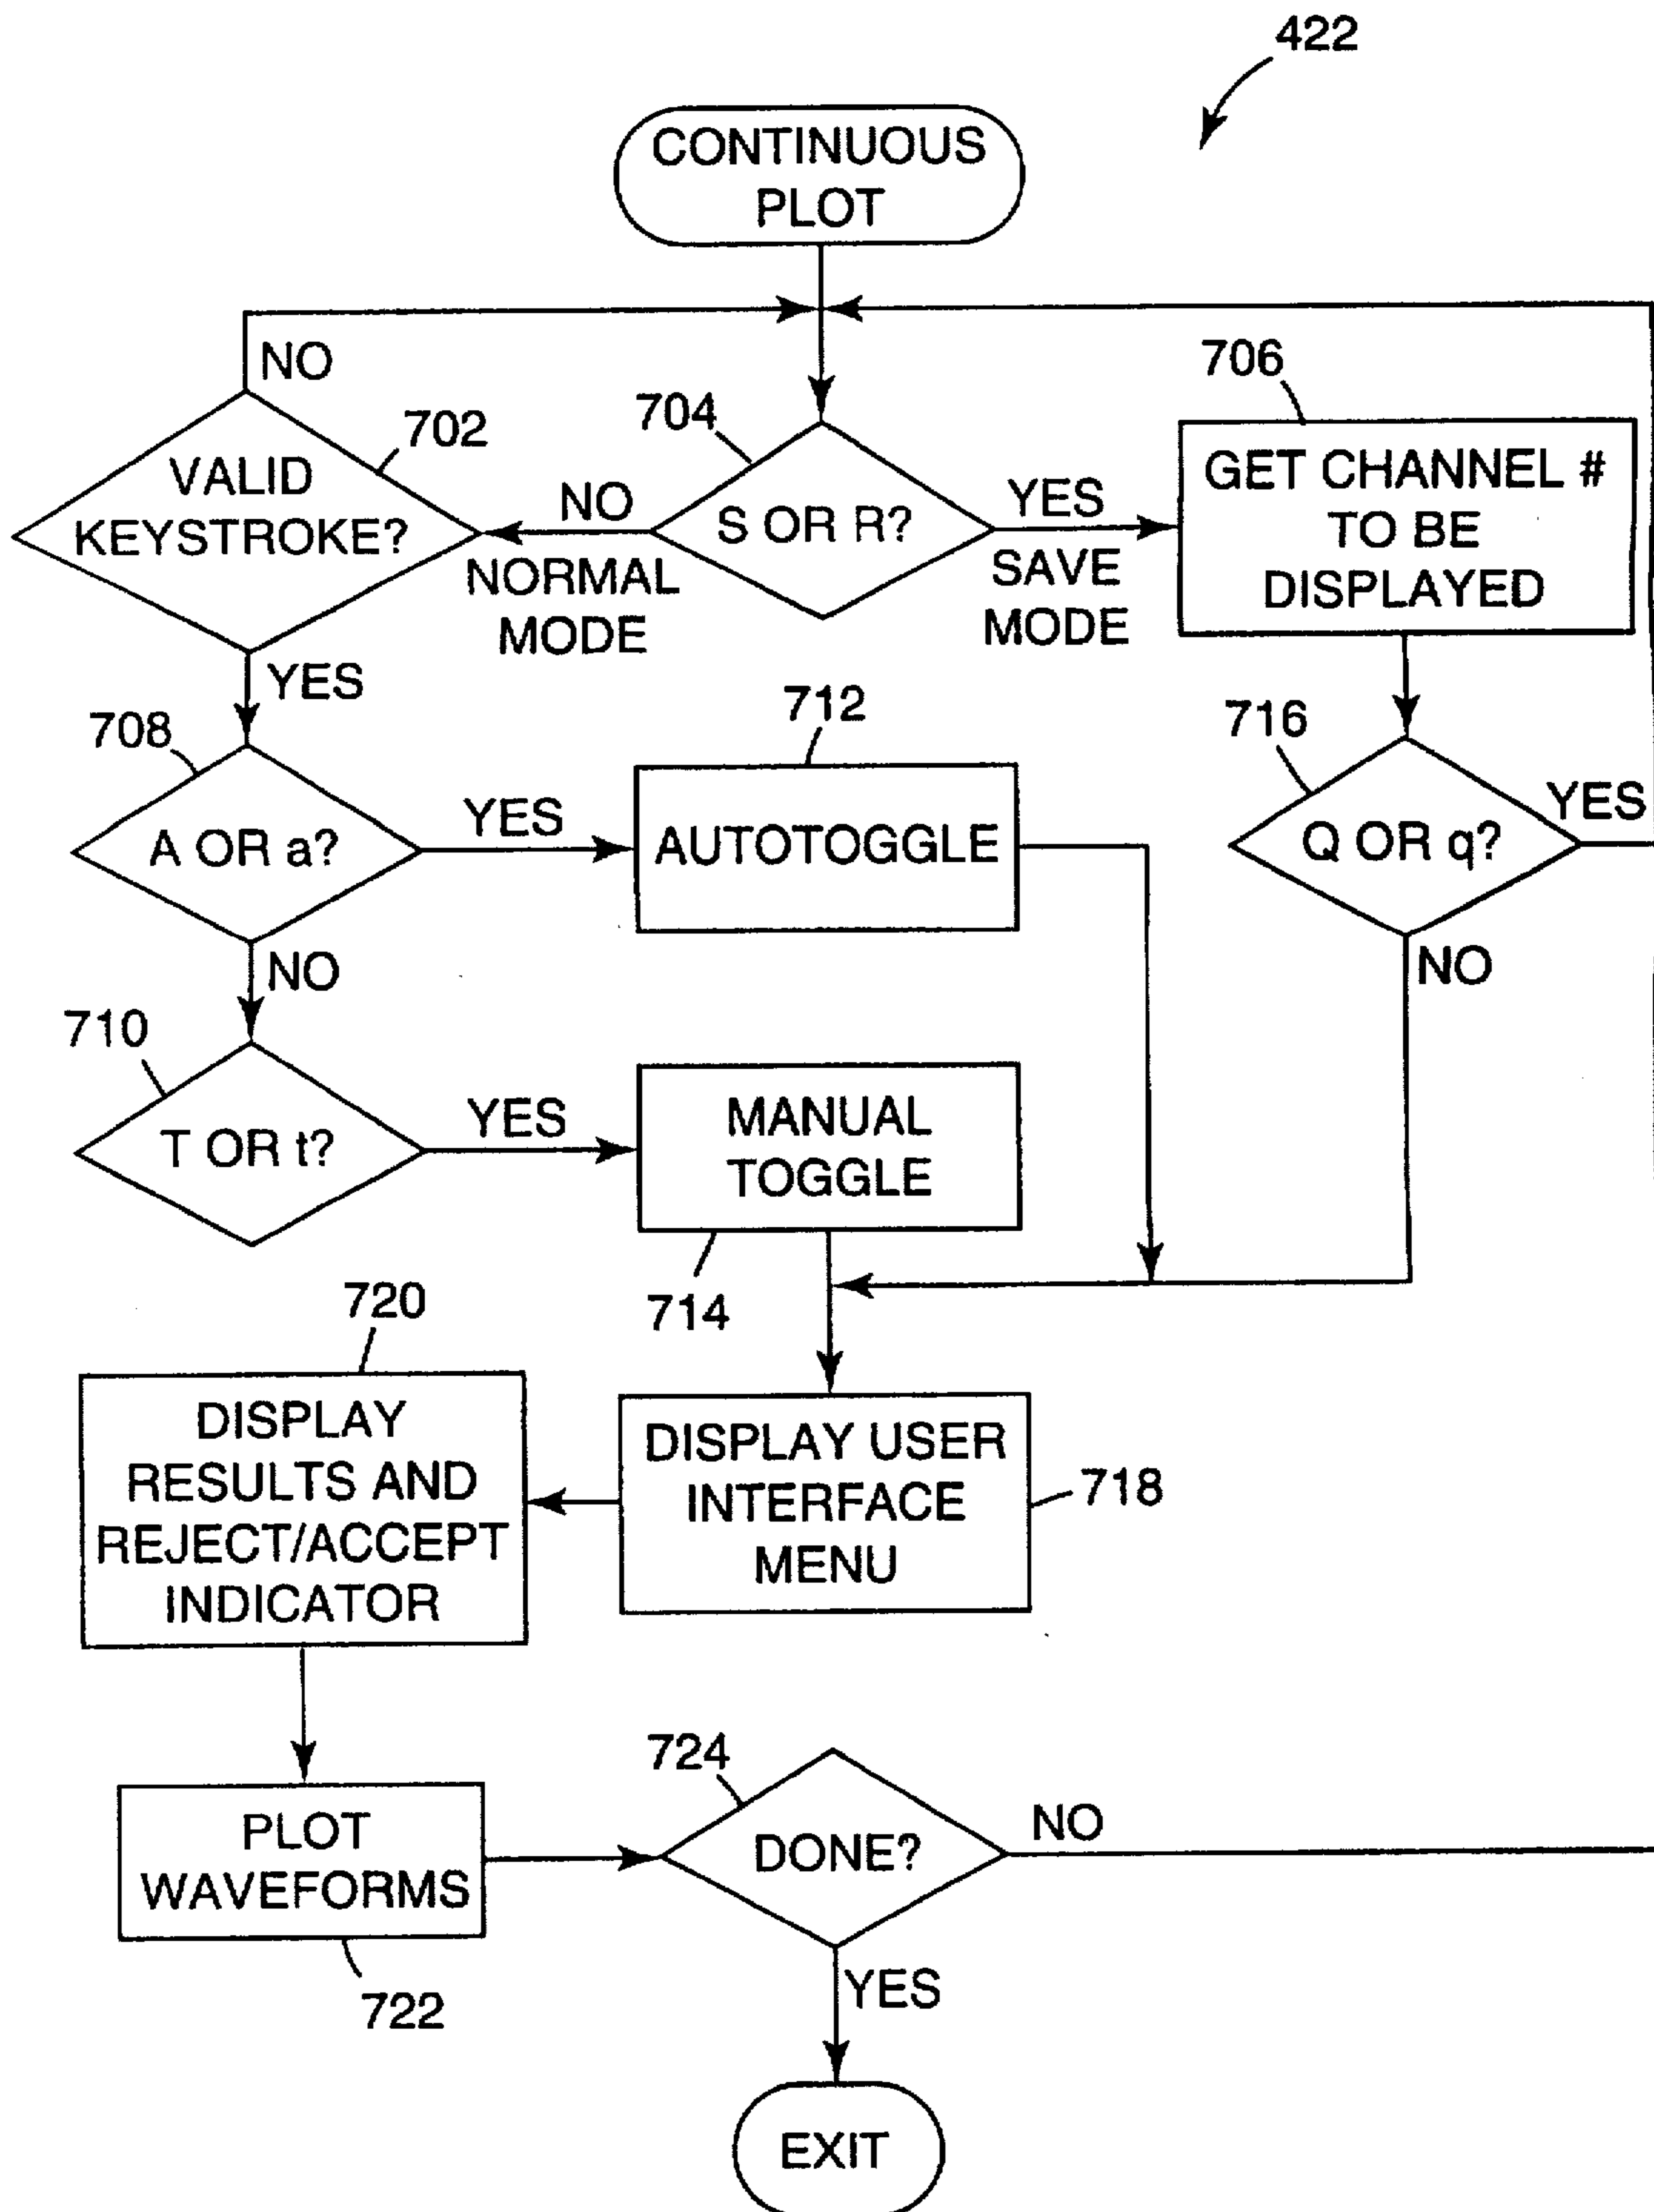 422
CONTINUOUS
PLOT
NO
702
VALID
KEYSTROKE?
NO
NORMAL
MODE
704
S OR R?
YES
SAVE
MODE
706
GET CHANNEL #
TO BE
DISPLAYED
YES
708
A OR a?
YES
712
AUTOTOGGLE
716
Q OR q?
YES
NO
NO
710
T OR t?
YES
MANUAL
TOGGLE
714
720
DISPLAY
RESULTS AND
REJECT/ACCEPT
INDICATOR
DISPLAY USER
INTERFACE
MENU
718
PLOT
WAVEFORMS
722
724
DONE?
NO
YES
EXIT